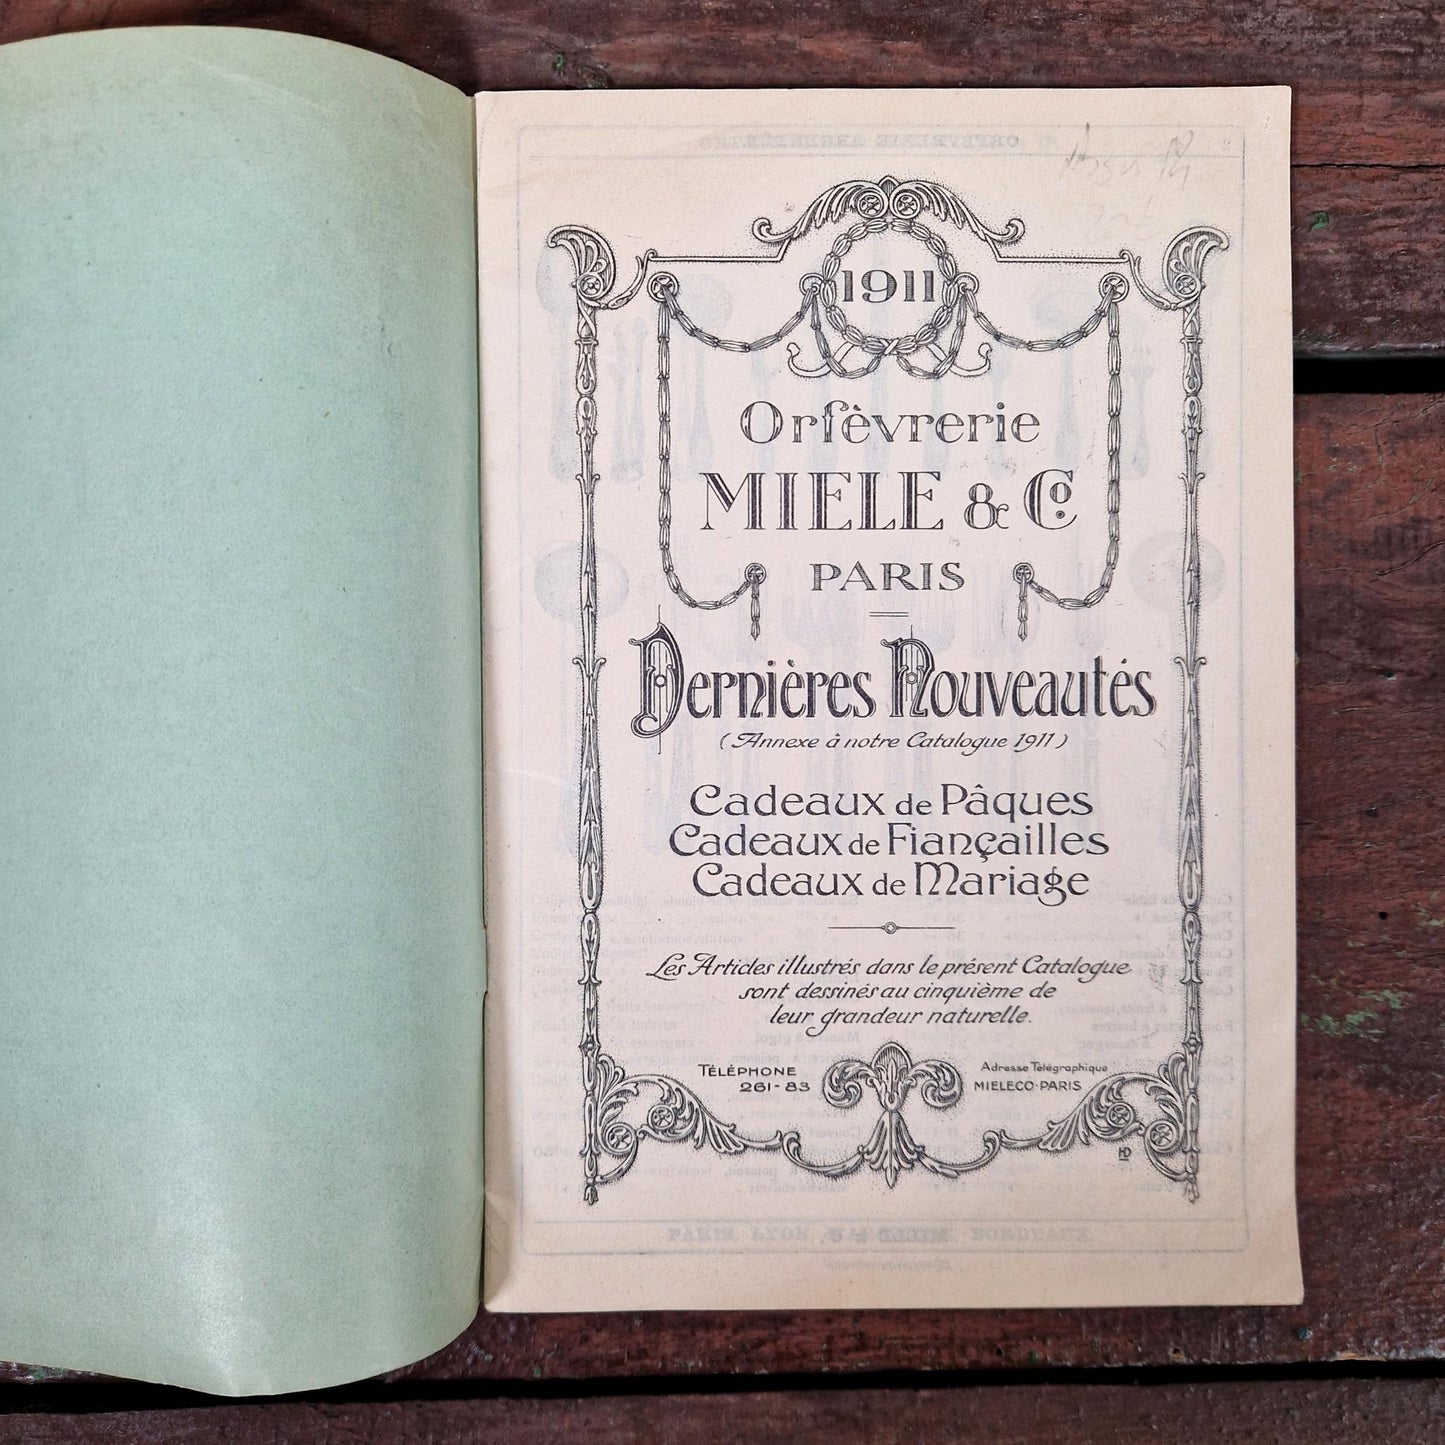 1911
Orfèvrerie
MIELE & Co.
PARIS
Dernières Nouveautés
(Annexe à notre Catalogue 1911)
Cadeaux de Pâques
Cadeaux de Fiançailles
Cadeaux de Mariage
Les Articles illustrés dans le présent Catalogue
sont dessinés au cinquième de
leur grandeur naturelle.
TÉLÉPHONE
261-83
Adresse Télégraphique
MIELECO-PARIS
HD